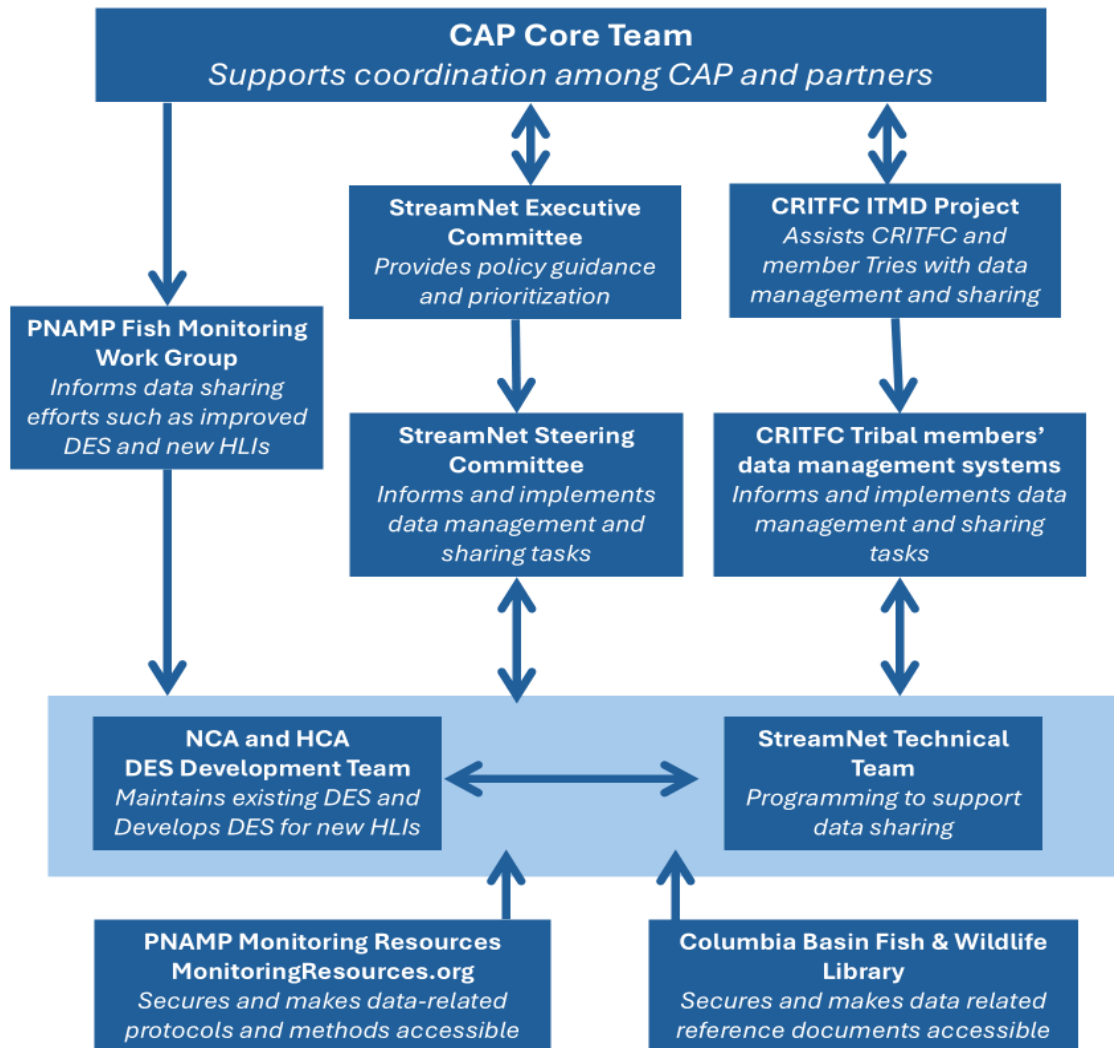 CAP Core Team
Supports coordination among CAP and partners
StreamNet Executive
Committee
Provides policy guidance
and prioritization
CRITFC ITMD Project
Assists CRITFC and
member Tries with data
management and sharing
PNAMP Fish Monitoring
Work Group
Informs data sharing
efforts such as improved
DES and new HLIs
StreamNet Steering
Committee
Informs and implements
data management and
sharing tasks
CRITFC Tribal members’
data management systems
Informs and implements data
management and sharing
tasks
NCA and HCA
DES Development Team
Maintains existing DES and
Develops DES for new HLIs
StreamNet Technical
Team
Programming to support
data sharing
PNAMP Monitoring Resources
MonitoringResources.org
Secures and makes data-related
protocols and methods accessible
Columbia Basin Fish & Wildlife
Library
Secures and makes data related
reference documents accessible